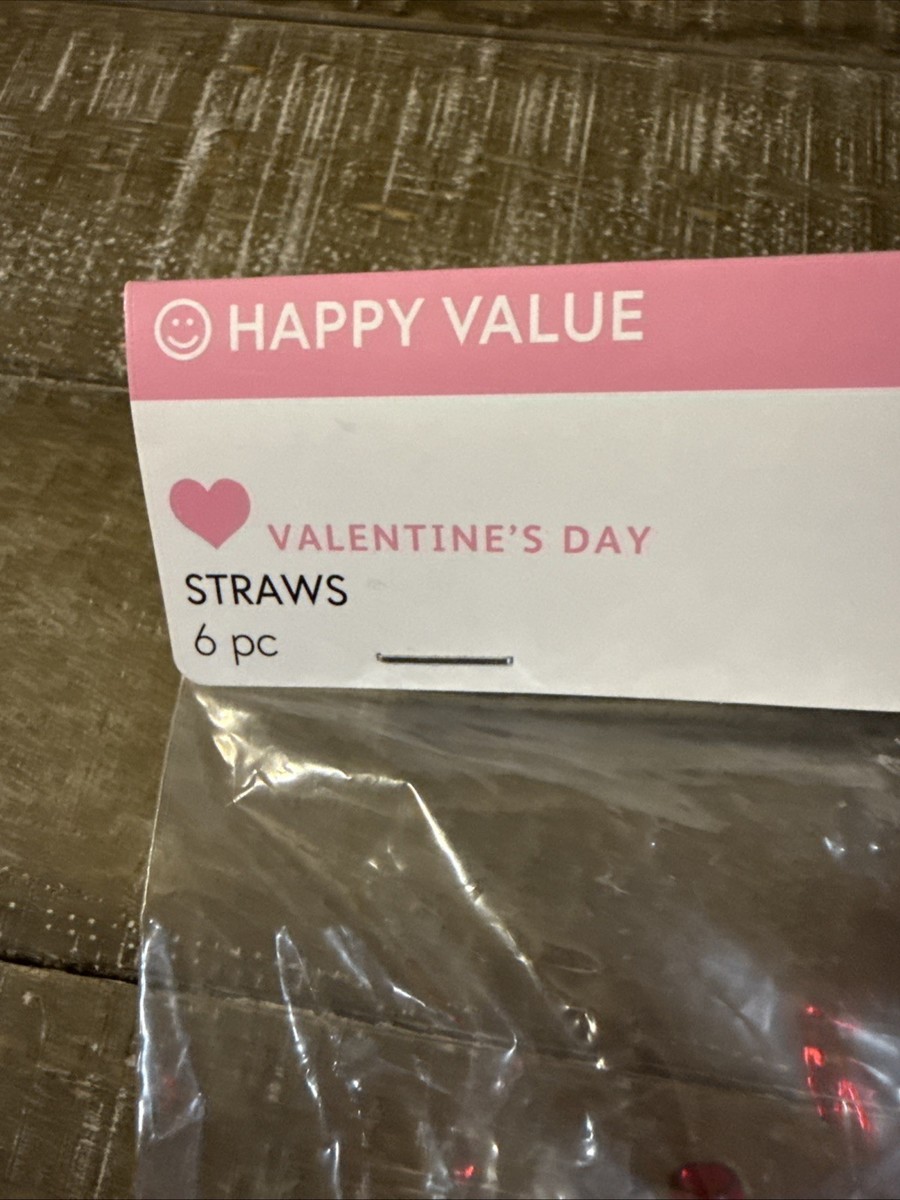 HAPPY VALUE
VALENTINE'S DAY
STRAWS
6 pc